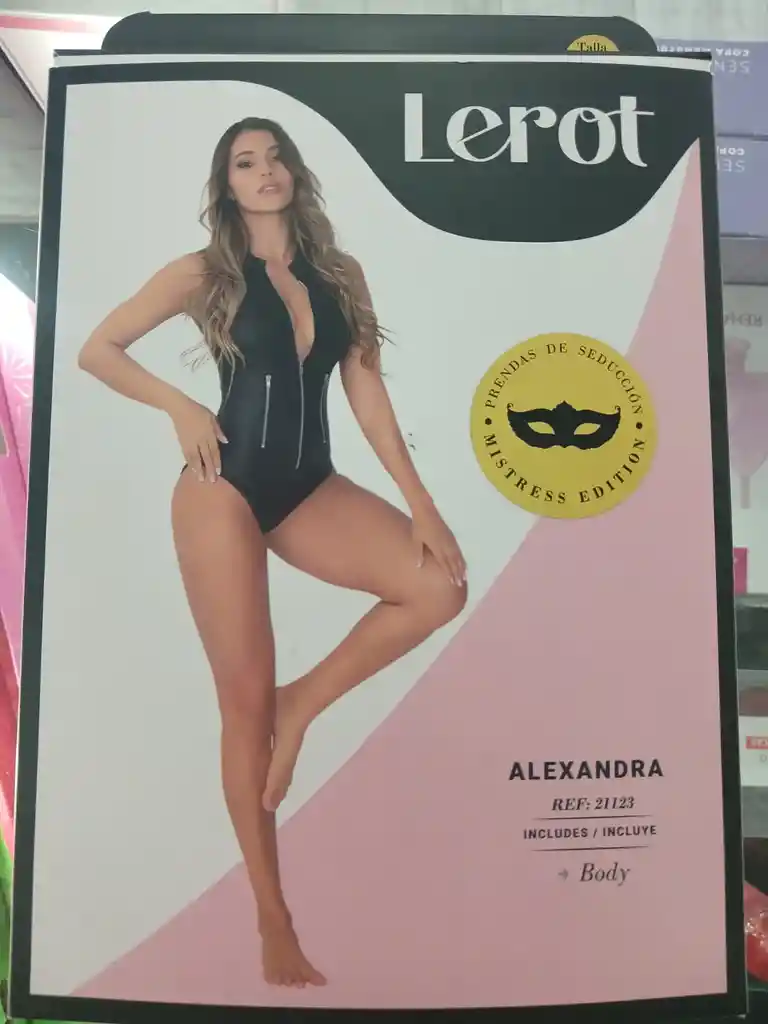 Talla
Lerot
PRENDAS DE SEDUCCIÓN
MISTRESS EDITION
ALEXANDRA
REF: 21123
INCLUDES / INCLUYE
Body